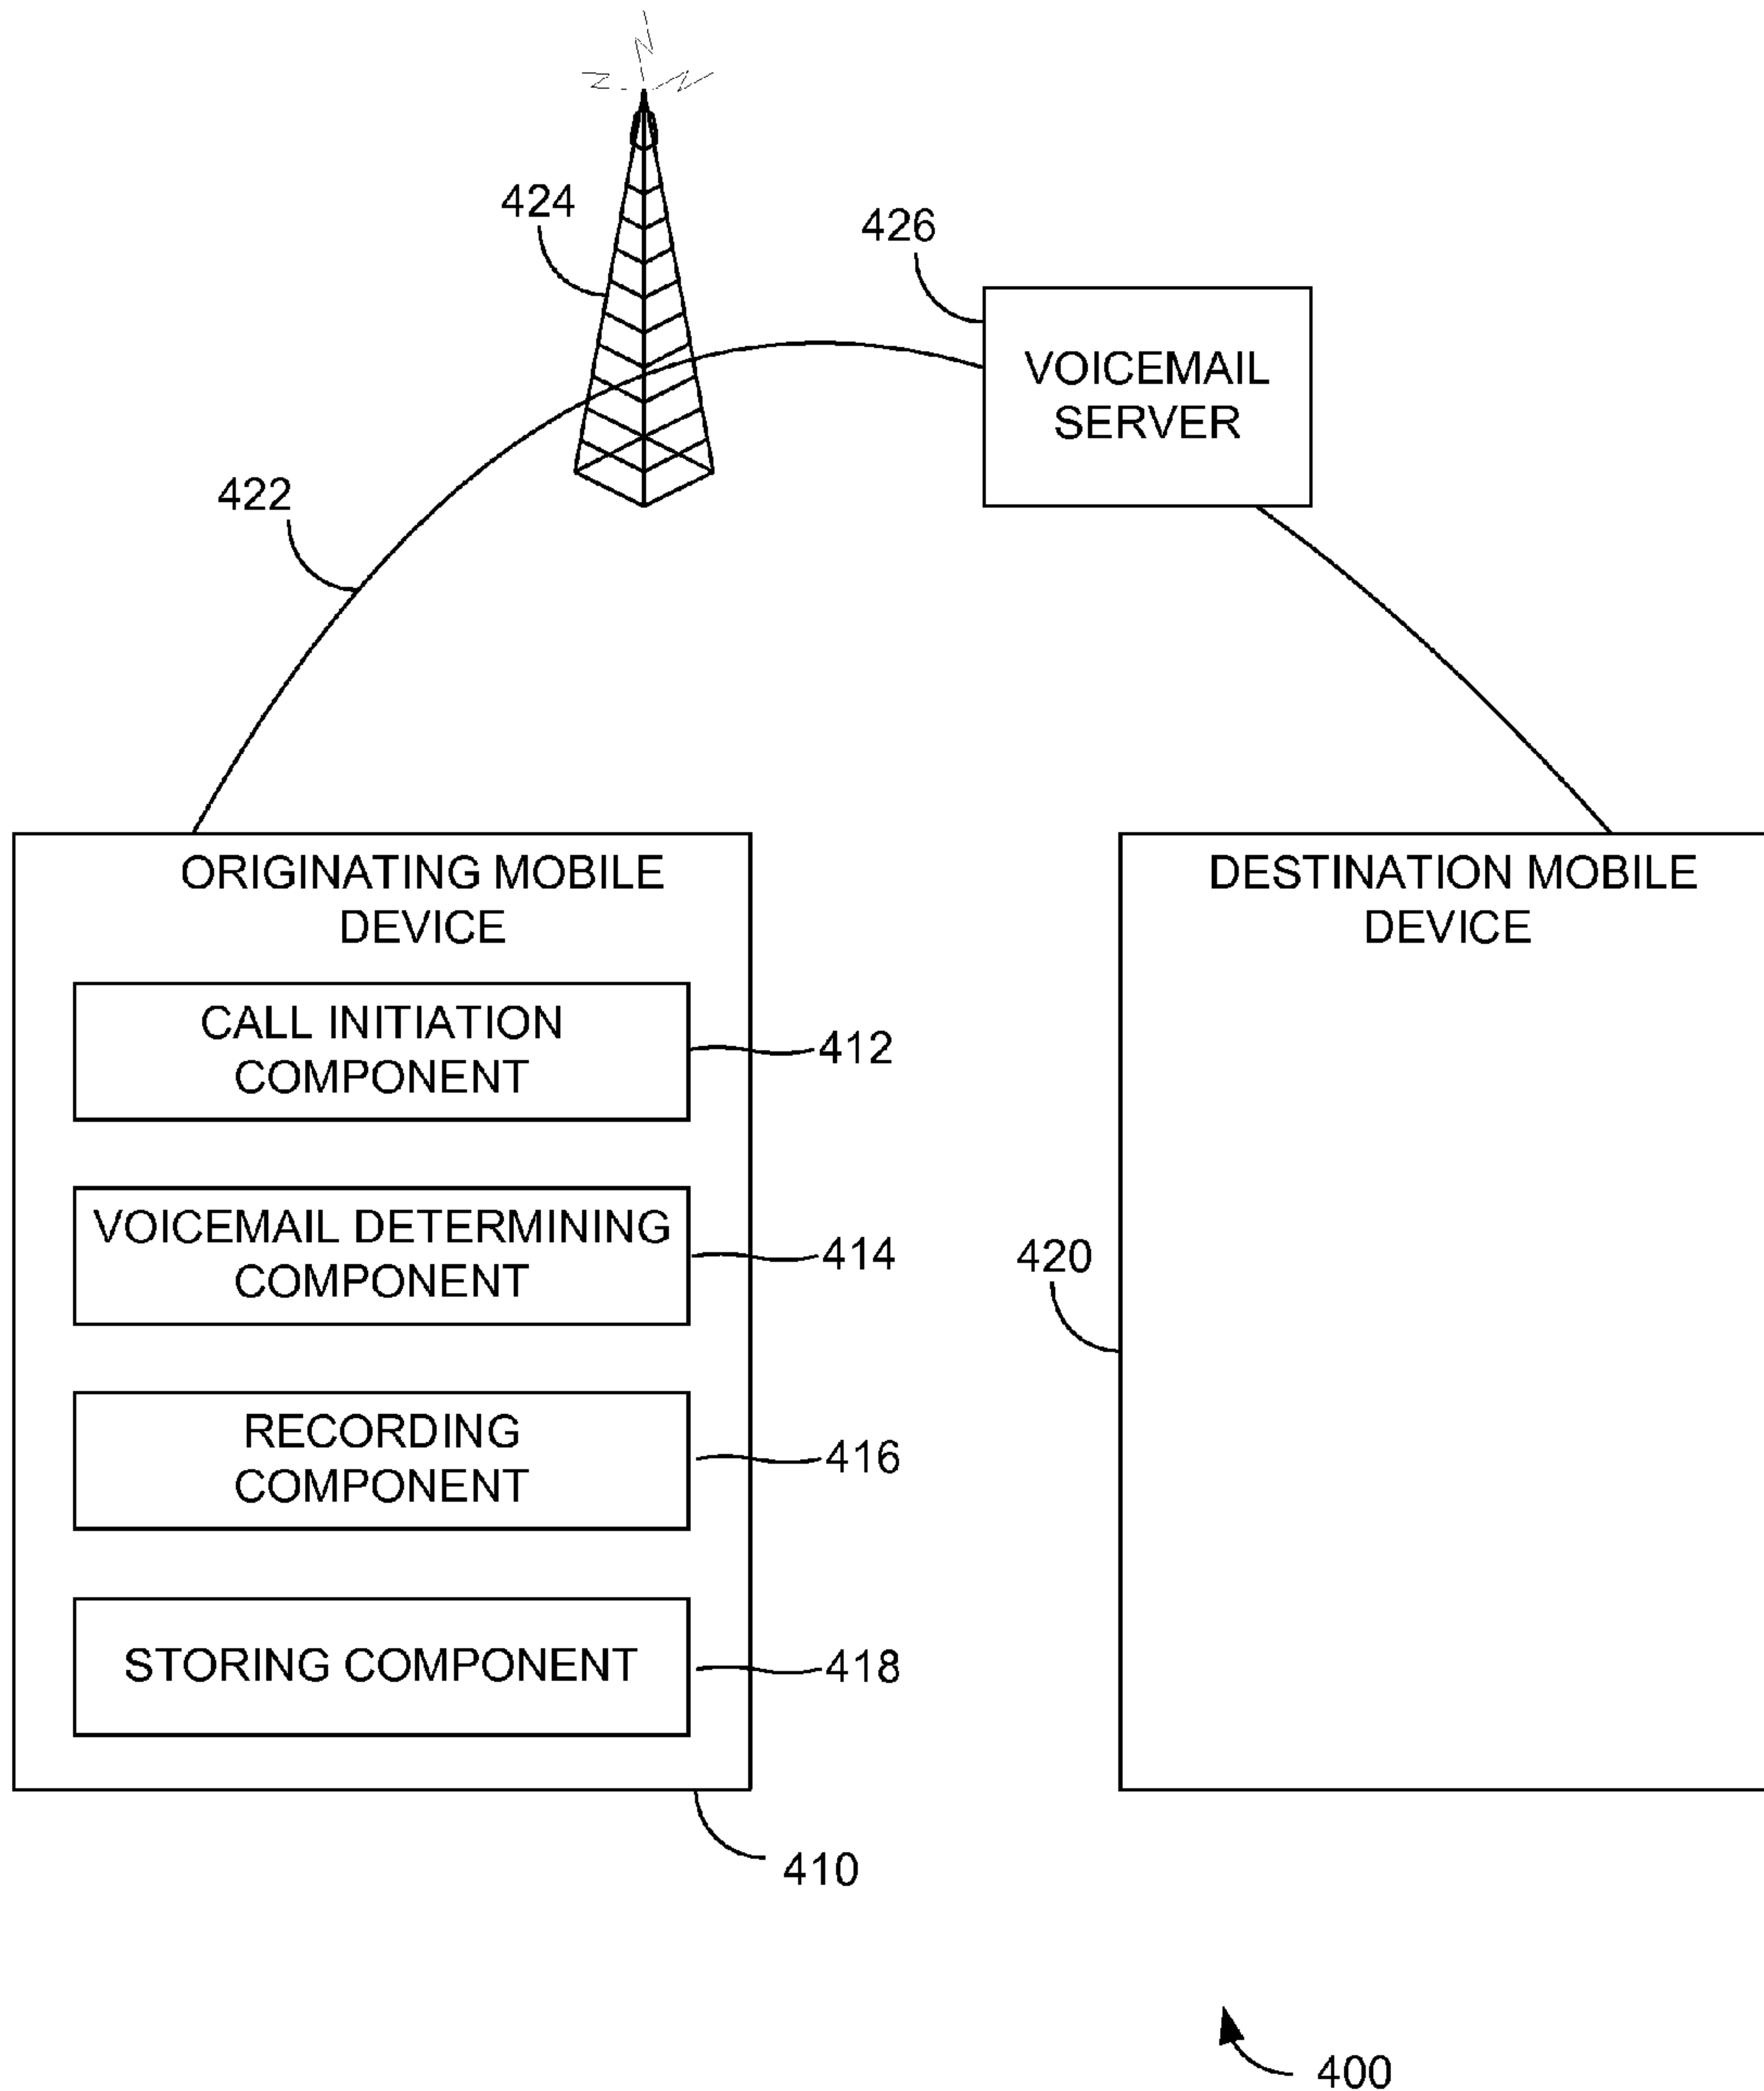 424
426
VOICEMAIL
SERVER
422
ORIGINATING MOBILE
DEVICE
DESTINATION MOBILE
DEVICE
CALL INITIATION
COMPONENT
412
VOICEMAIL DETERMINING
COMPONENT
414
420
RECORDING
COMPONENT
416
STORING COMPONENT
418
410
400